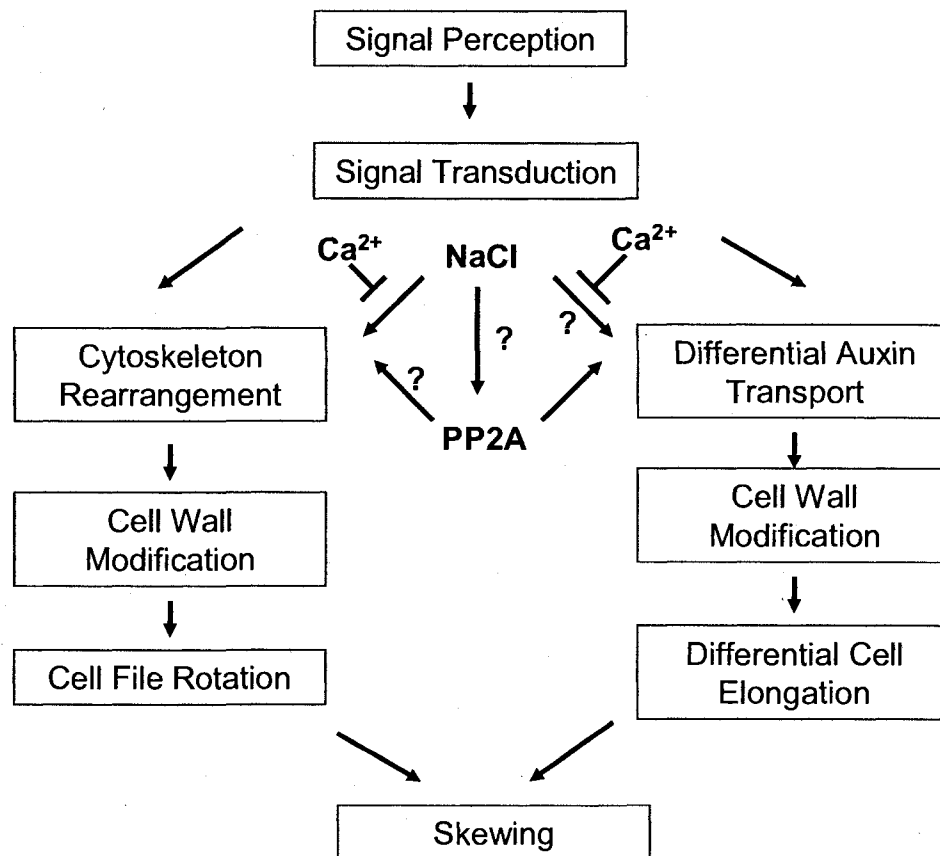 Signal Perception
Signal Transduction
Ca²⁺
NaCl
Ca²⁺
?
?
?
Cytoskeleton
Rearrangement
Differential Auxin
Transport
PP2A
Cell Wall
Modification
Cell Wall
Modification
Cell File Rotation
Differential Cell
Elongation
Skewing